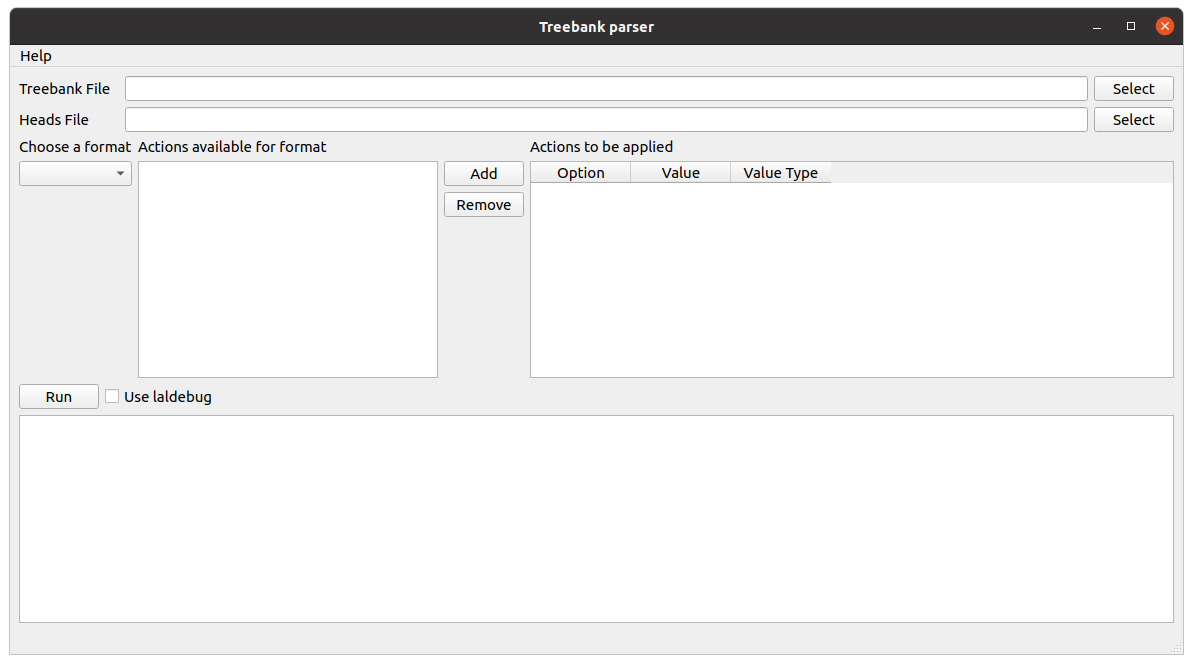 Treebank parser
Help
Treebank File Select
Heads File Select
Choose a format Actions available for format Actions to be applied
Add Option Value Value Type
Remove
Run Use laldebug